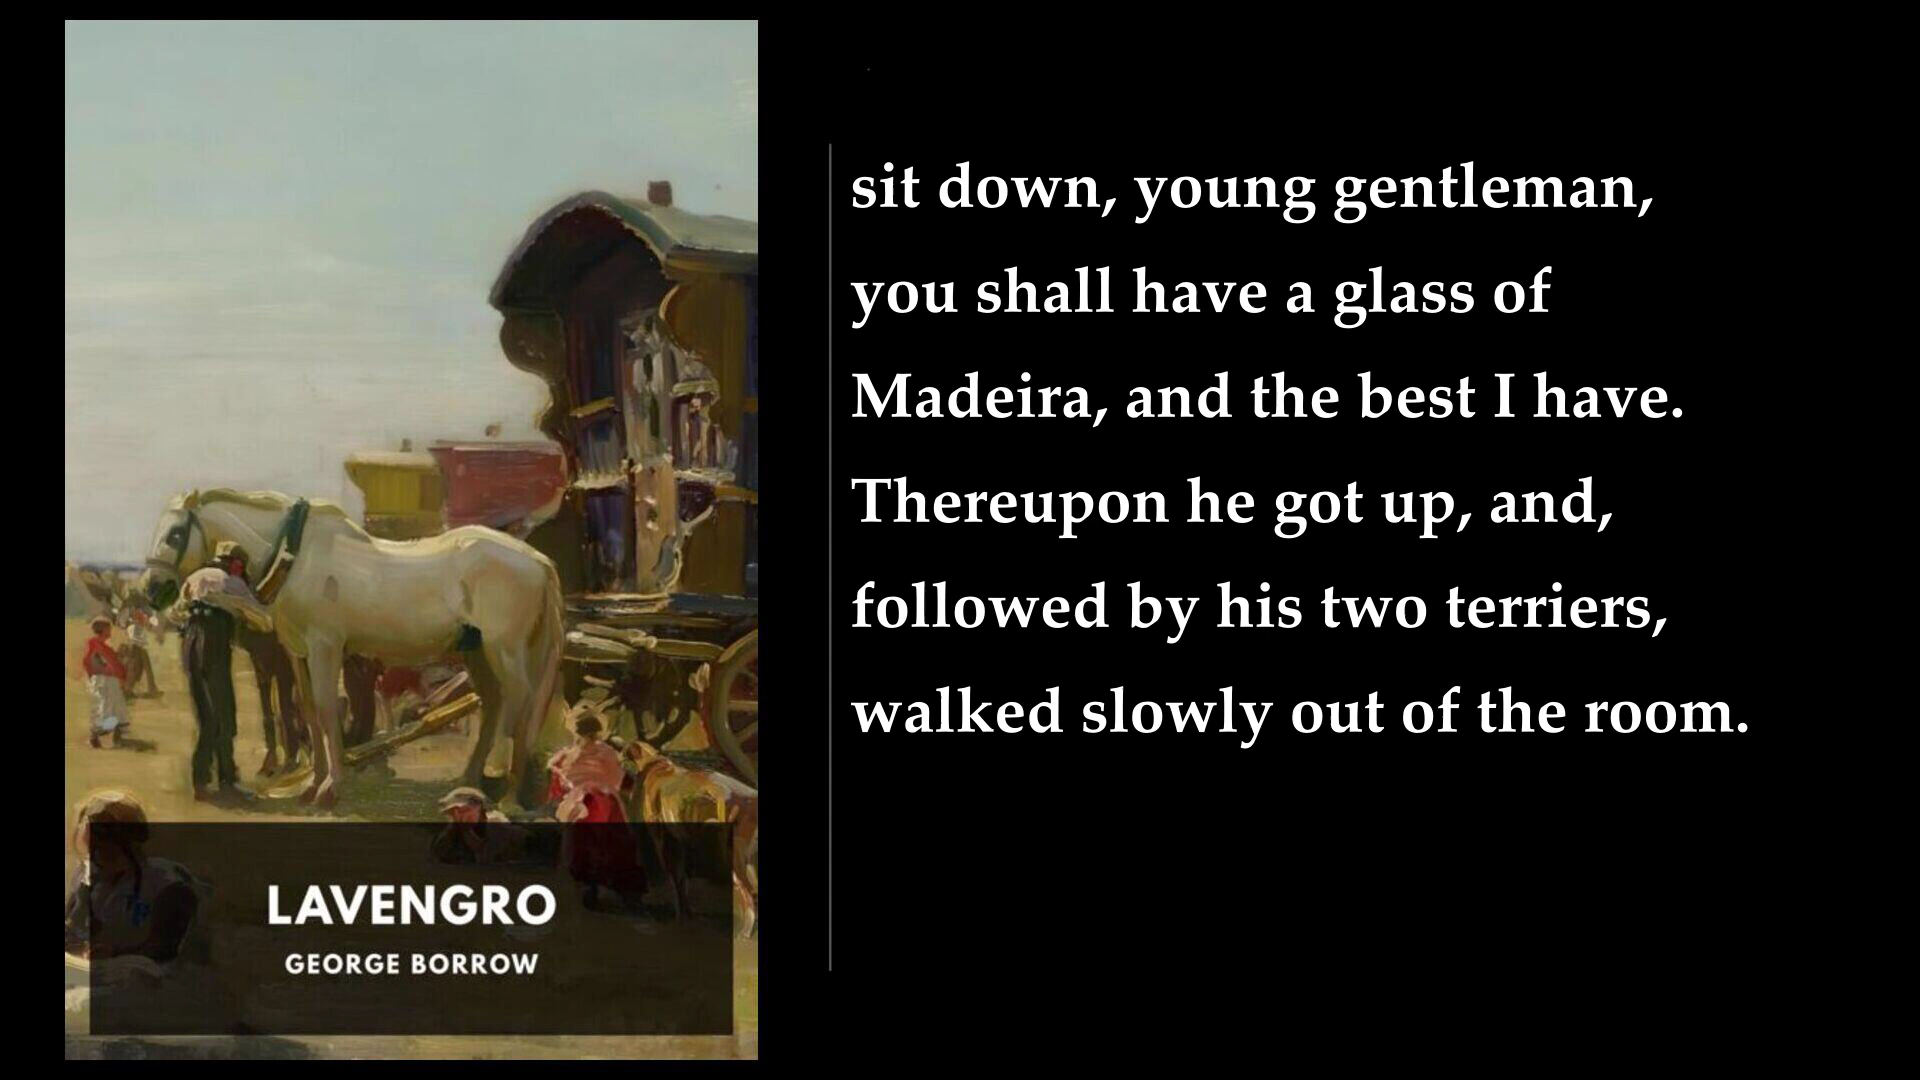 sit down, young gentleman,
you shall have a glass of
Madeira, and the best I have.
Thereupon he got up, and,
followed by his two terriers,
walked slowly out of the room.
LAVENGRO
GEORGE BORROW